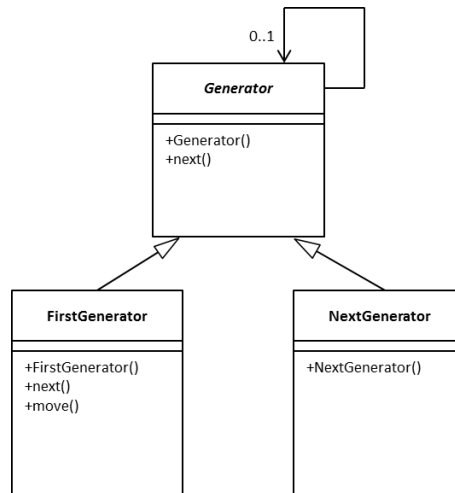 0..1
Generator
+Generator()
+next()
FirstGenerator
+FirstGenerator()
+next()
+move()
NextGenerator
+NextGenerator()